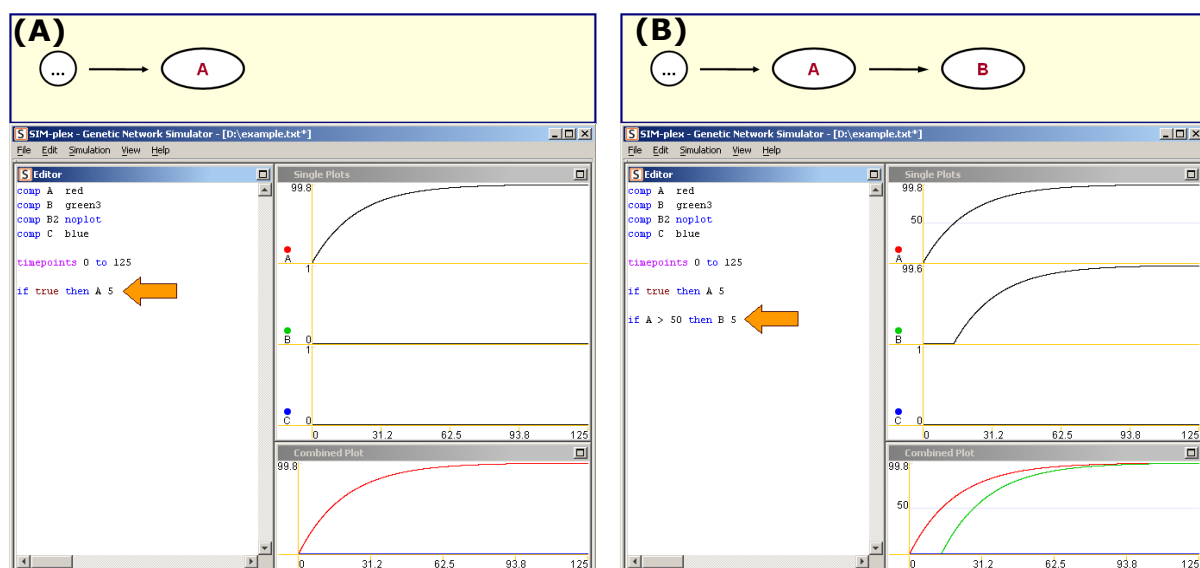 (A)
... A
SIM-plex - Genetic Network Simulator - [D:\example.txt*]
File Edit Simulation View Help
Editor
comp A red
comp B green3
comp B2 noplot
comp C blue
timepoints 0 to 125
if true then A 5
Single Plots
99.8
A
1
B 0
1
C 0
0 31.2 62.5 93.8 125
Combined Plot
99.8
0 31.2 62.5 93.8 125
(B)
... A B
SIM-plex - Genetic Network Simulator - [D:\example.txt*]
File Edit Simulation View Help
Editor
comp A red
comp B green3
comp B2 noplot
comp C blue
timepoints 0 to 125
if true then A 5
if A > 50 then B 5
Single Plots
99.8
50
A
99.6
B
1
C 0
0 31.2 62.5 93.8 125
Combined Plot
99.8
50
0 31.2 62.5 93.8 125